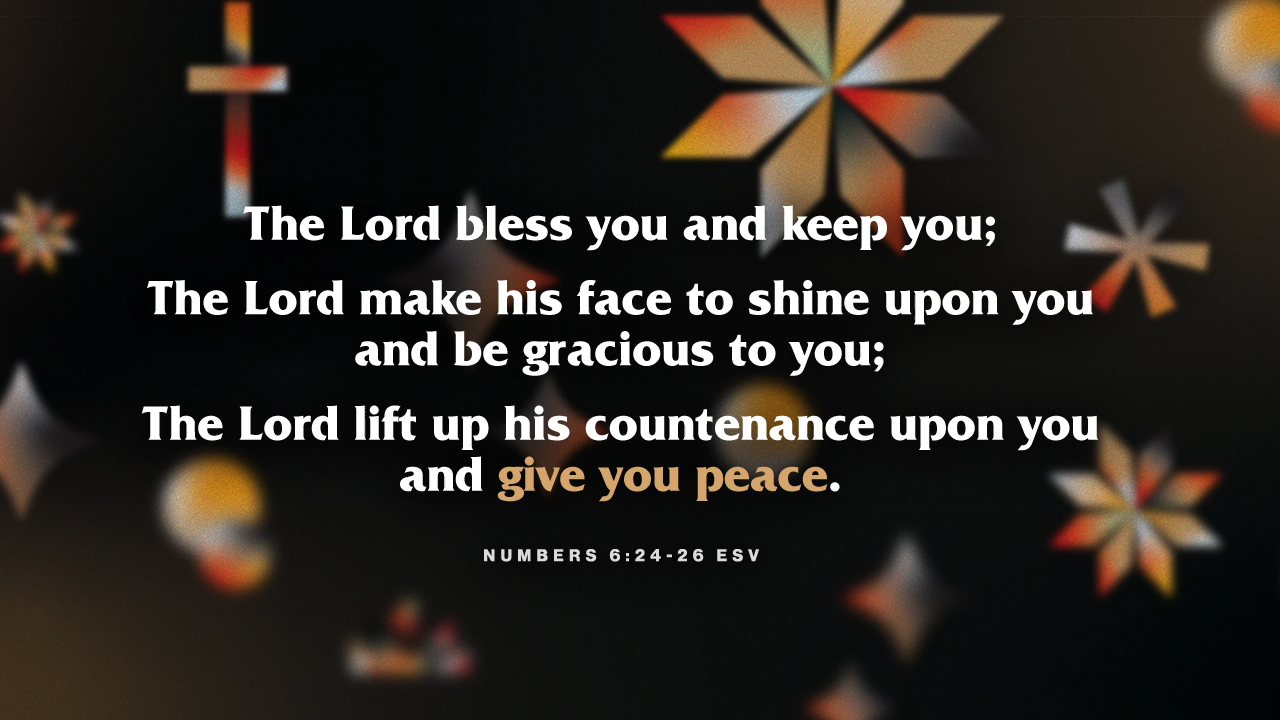 The Lord bless you and keep you;
The Lord make his face to shine upon you
and be gracious to you;
The Lord lift up his countenance upon you
and give you peace.
NUMBERS 6:24-26 ESV